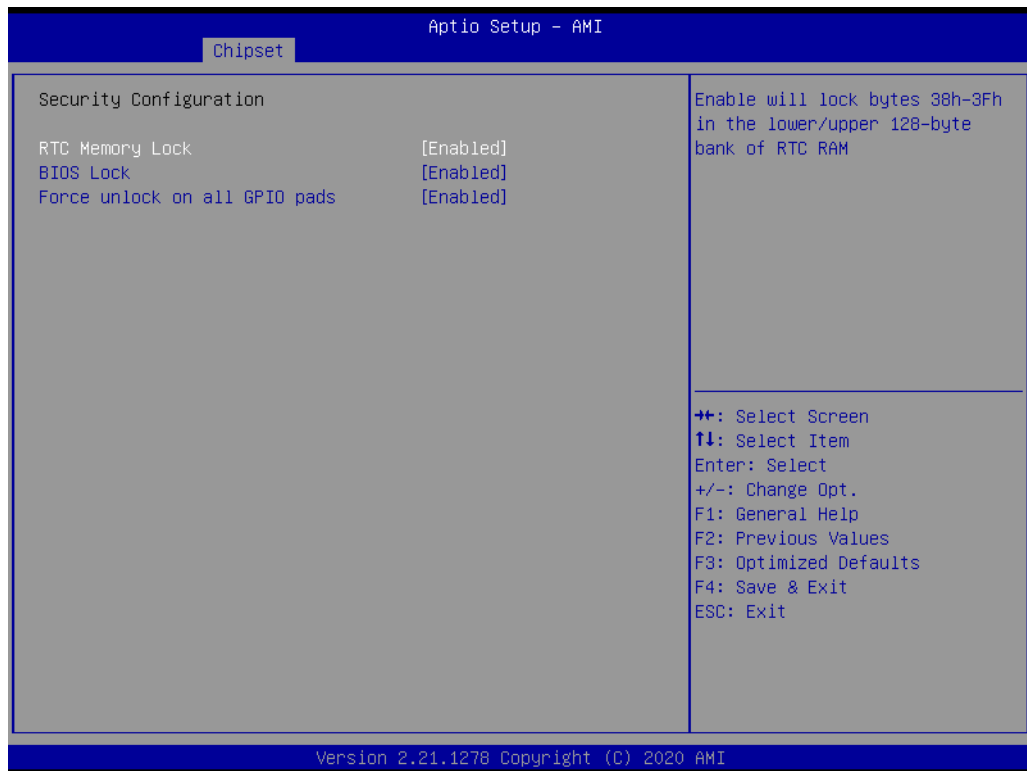 Aptio Setup – AMI
Chipset
Security Configuration
RTC Memory Lock [Enabled]
BIOS Lock [Enabled]
Force unlock on all GPIO pads [Enabled]
Enable will lock bytes 38h-3Fh
in the lower/upper 128-byte
bank of RTC RAM
→←: Select Screen
↑↓: Select Item
Enter: Select
+/-: Change Opt.
F1: General Help
F2: Previous Values
F3: Optimized Defaults
F4: Save & Exit
ESC: Exit
Version 2.21.1278 Copyright (C) 2020 AMI